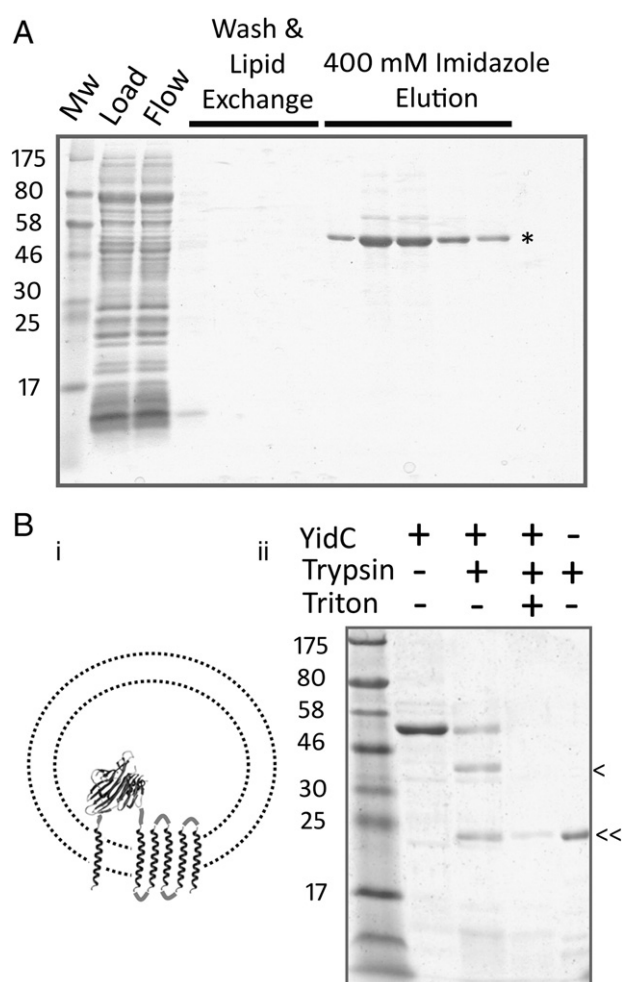 A
Mw
Load
Flow
Wash &
Lipid
Exchange
400 mM Imidazole
Elution
175
80
58
46
30
25
17
*
B
i
ii
YidC + + + -
Trypsin - + + +
Triton - - + -
175
80
58
46
30
25
17
<
<<